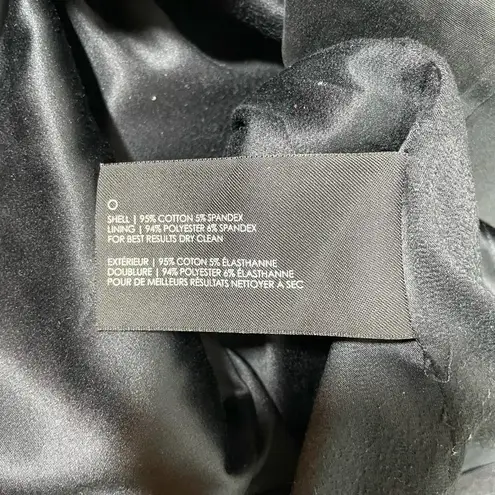 O
SHELL | 95% COTTON 5% SPANDEX
LINING | 94% POLYESTER 6% SPANDEX
FOR BEST RESULTS DRY CLEAN
EXTÉRIEUR | 95% COTON 5% ÉLASTHANNE
DOUBLURE | 94% POLYESTER 6% ÉLASTHANNE
POUR DE MEILLEURS RÉSULTATS NETTOYER À SEC